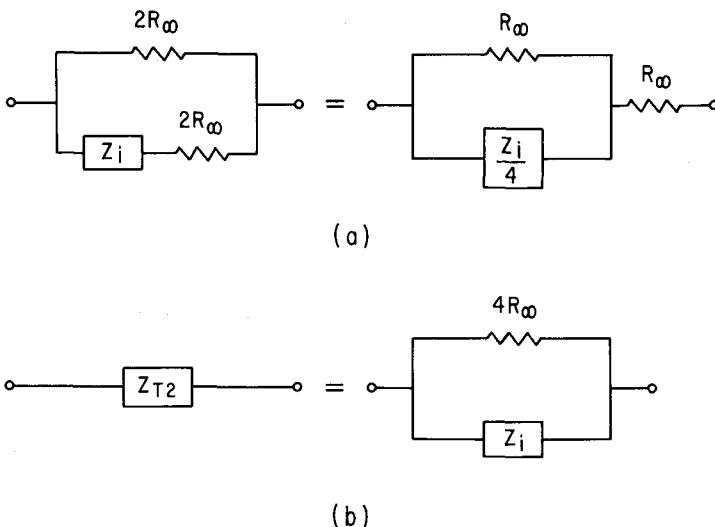 2R∞
Zi
2R∞
=
R∞
Zi/4
R∞
(a)
ZT2
=
4R∞
Zi
(b)